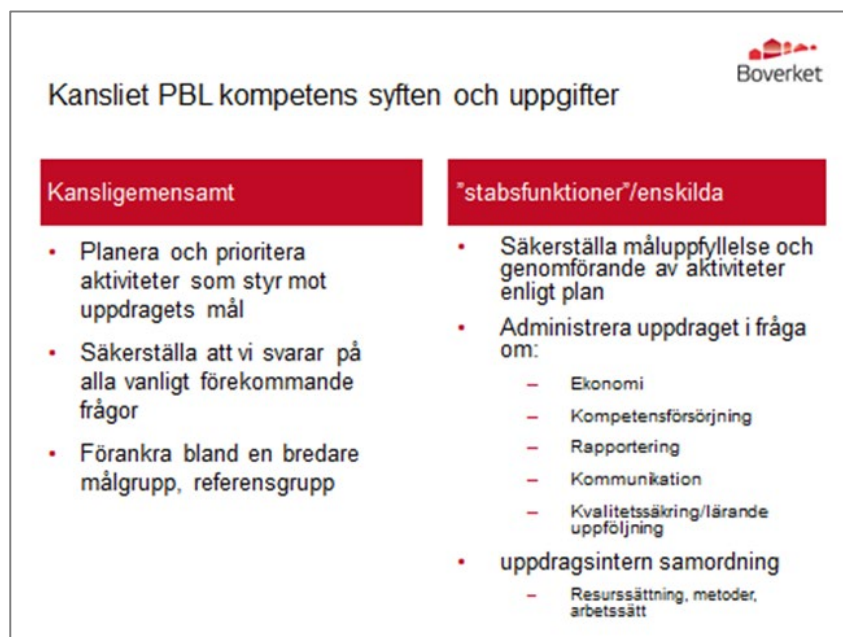 Boverket
Kansliet PBL kompetens syften och uppgifter
Kansligemensamt
• Planera och prioritera
aktiviteter som styr mot
uppdragets mål
• Säkerställa att vi svarar på
alla vanligt förekommande
frågor
• Förankra bland en bredare
målgrupp, referensgrupp
”stabsfunktioner”/enskilda
• Säkerställa måluppfyllelse och
genomförande av aktiviteter
enligt plan
• Administrera uppdraget i fråga
om:
– Ekonomi
– Kompetensförsörjning
– Rapportering
– Kommunikation
– Kvalitetssäkring/lärande
uppföljning
• uppdragsintern samordning
– Resurssättning, metoder,
arbetssätt